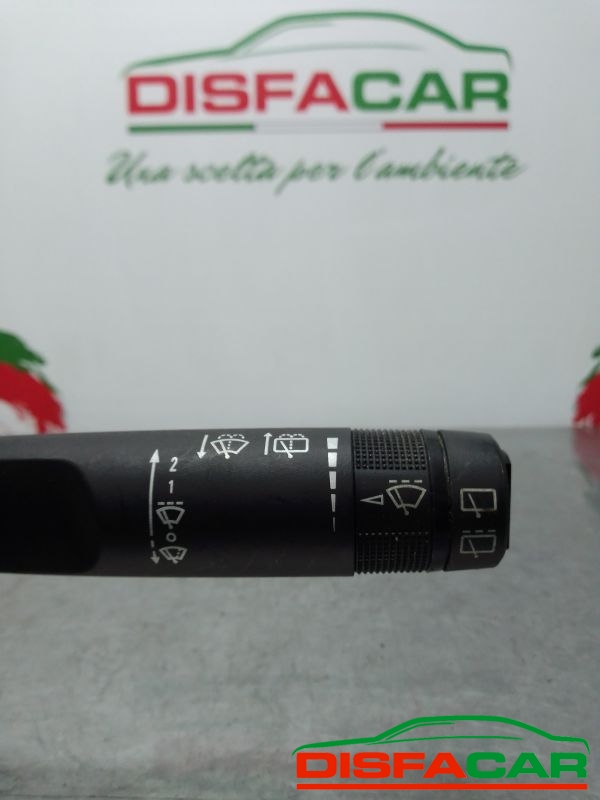 DISFACAR
Una scelta per l'ambiente
2
1
O
DISFACAR